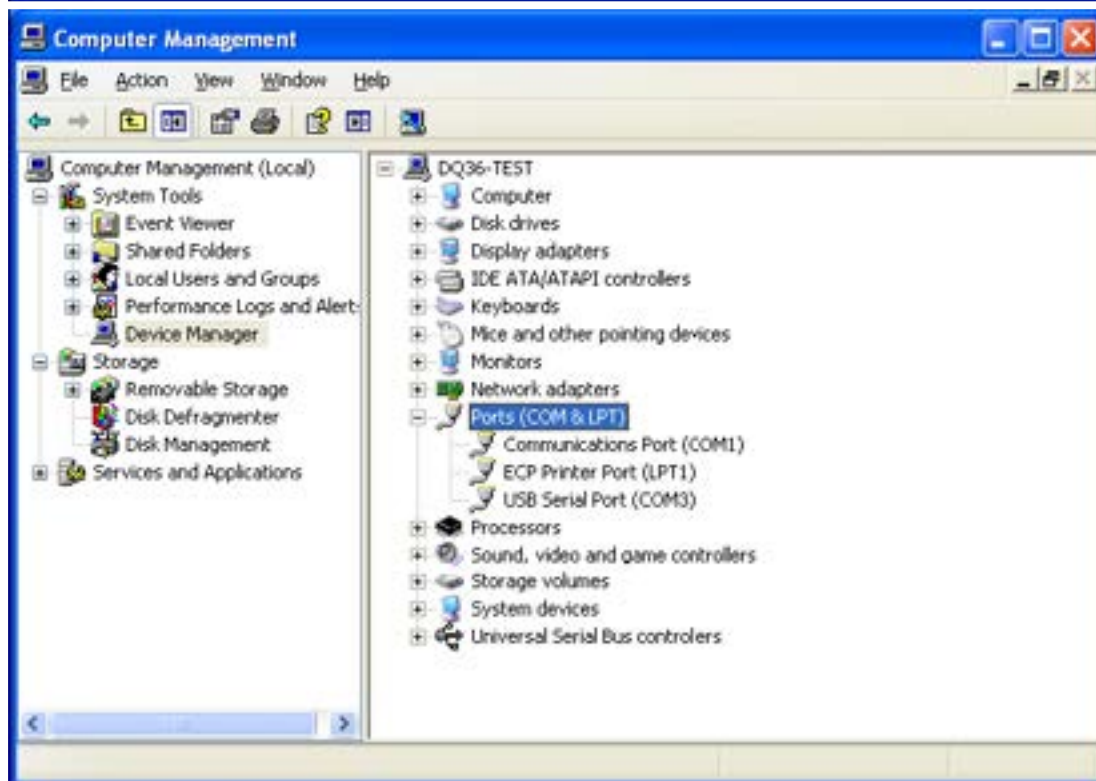 Computer Management
File Action View Window Help
Computer Management (Local)
System Tools
Event Viewer
Shared Folders
Local Users and Groups
Performance Logs and Alert
Device Manager
Storage
Removable Storage
Disk Defragmenter
Disk Management
Services and Applications
DQ36-TEST
Computer
Disk drives
Display adapters
IDE ATA/ATAPI controllers
Keyboards
Mice and other pointing devices
Monitors
Network adapters
Ports (COM & LPT)
Communications Port (COM1)
ECP Printer Port (LPT1)
USB Serial Port (COM3)
Processors
Sound, video and game controllers
Storage volumes
System devices
Universal Serial Bus controlers